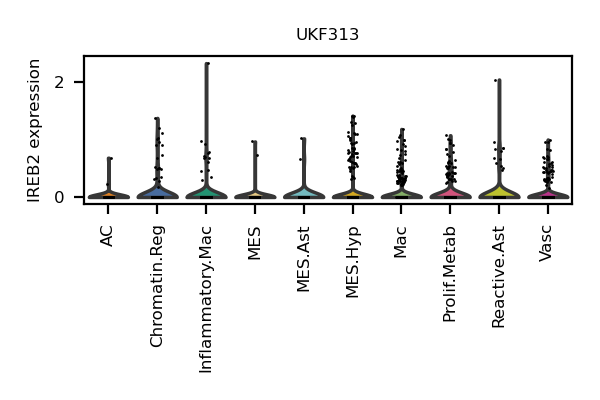 UKF313
IREB2 expression
2
0
AC
Chromatin.Reg
Inflammatory.Mac
MES
MES.Ast
MES.Hyp
Mac
Prolif.Metab
Reactive.Ast
Vasc